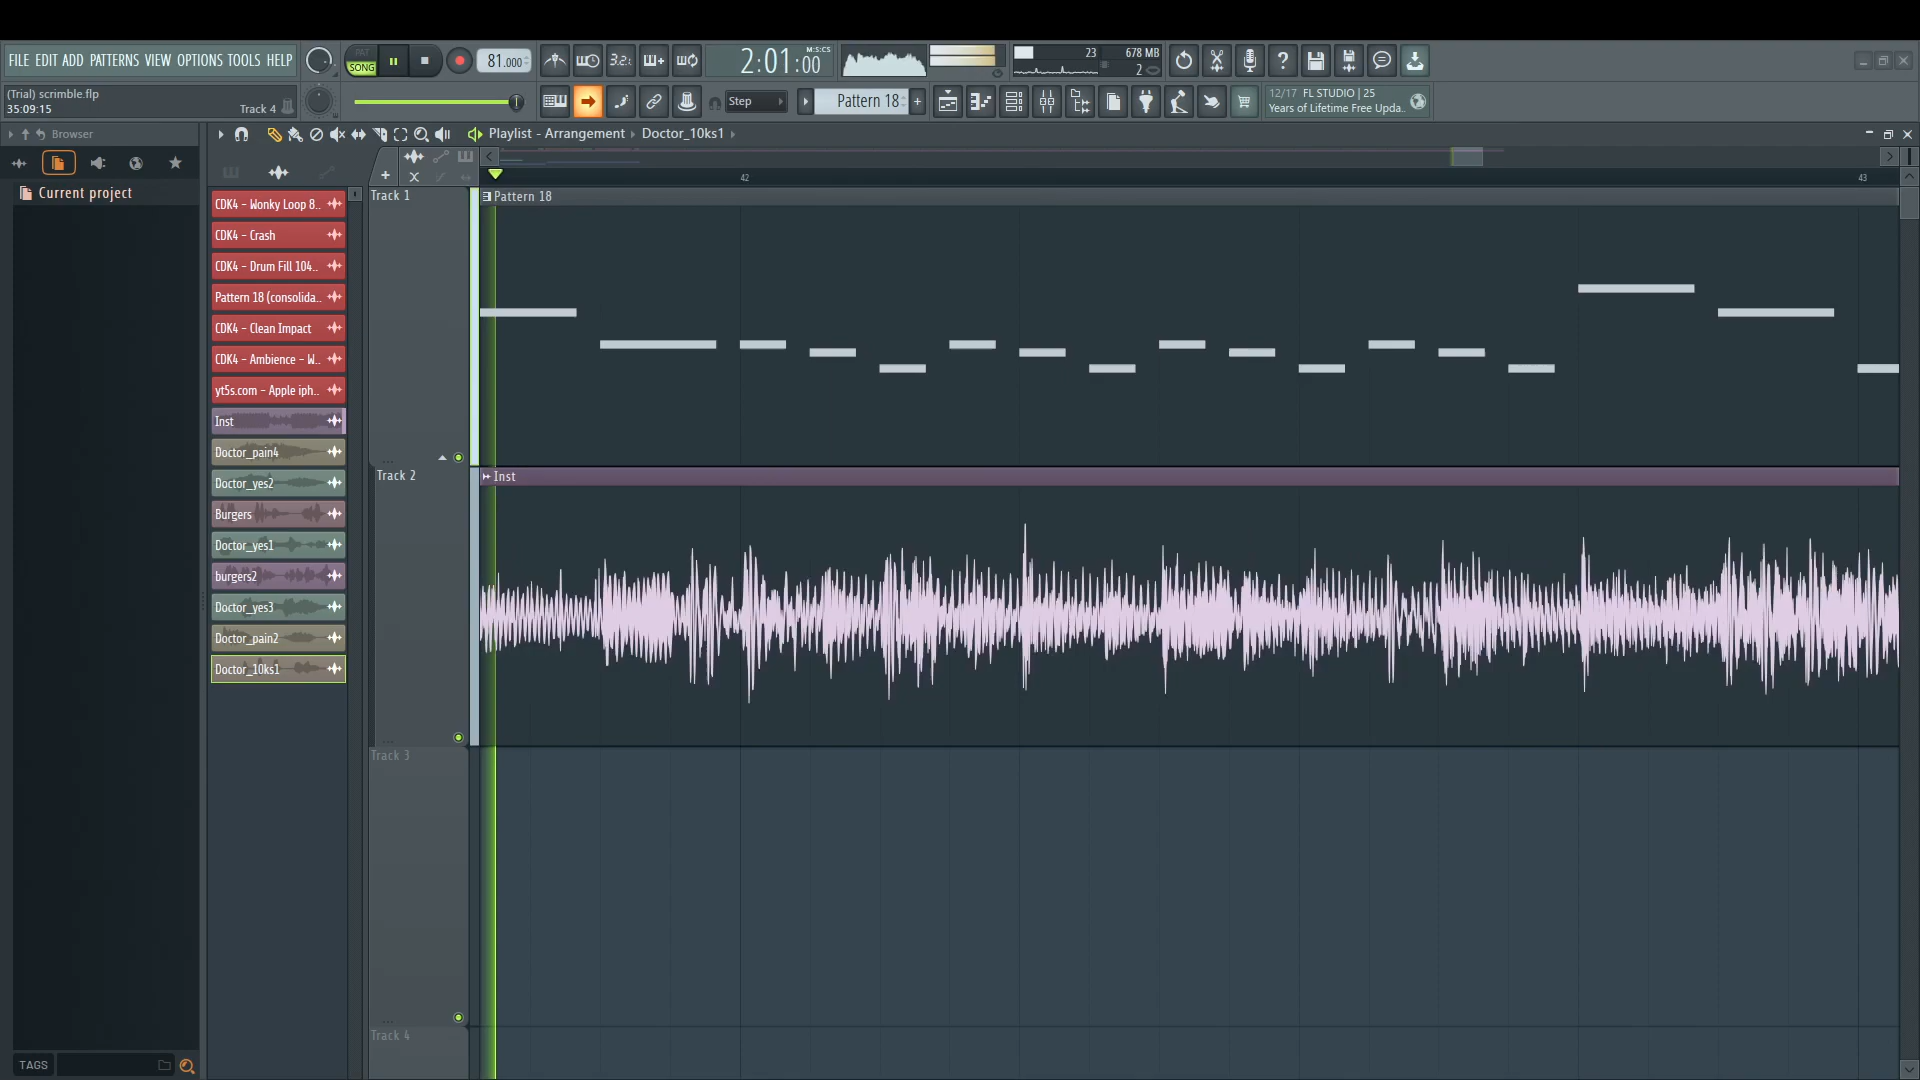 FILE EDIT ADD PATTERNS VIEW OPTIONS TOOLS HELP
PAT
SONG
81.000
3.2.
2:01:00
M:S:CS
23
678 MB
2
(Trial) scrimble.flp
35:09:15
Track 4
Step
Pattern 18
+
12/17 FL STUDIO | 25
Years of Lifetime Free Upda..
Browser
Playlist - Arrangement › Doctor_10ks1 ›
Current project
42
43
CDK4 - Wonky Loop 8..
CDK4 - Crash
CDK4 - Drum Fill 104..
Pattern 18 (consolida..
CDK4 - Clean Impact
CDK4 - Ambience - W..
yt5s.com - Apple iph..
Inst
Doctor_pain4
Doctor_yes2
Burgers
Doctor_yes1
burgers2
Doctor_yes3
Doctor_pain2
Doctor_10ks1
Track 1
Pattern 18
Track 2
Inst
Track 3
Track 4
TAGS